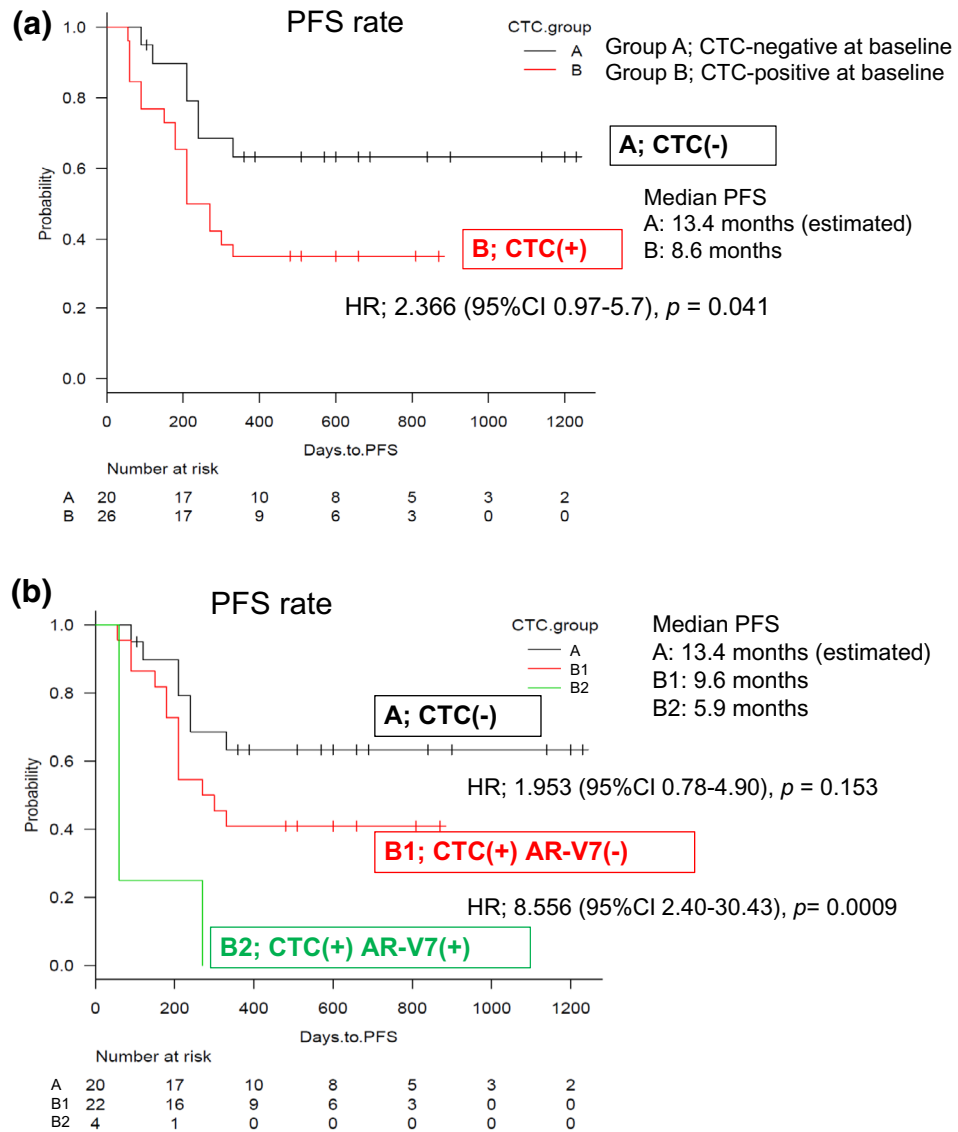 (a)
PFS rate
CTC.group
A
B
Group A; CTC-negative at baseline
Group B; CTC-positive at baseline
1.0
0.8
0.6
0.4
0.2
0.0
Probability
A; CTC(-)
Median PFS
A: 13.4 months (estimated)
B: 8.6 months
B; CTC(+)
HR; 2.366 (95%CI 0.97-5.7), p = 0.041
0 200 400 600 800 1000 1200
Days.to.PFS
Number at risk
A 20 17 10 8 5 3 2
B 26 17 9 6 3 0 0
(b)
PFS rate
CTC.group
A
B1
B2
Median PFS
A: 13.4 months (estimated)
B1: 9.6 months
B2: 5.9 months
1.0
0.8
0.6
0.4
0.2
0.0
Probability
A; CTC(-)
HR; 1.953 (95%CI 0.78-4.90), p = 0.153
B1; CTC(+) AR-V7(-)
HR; 8.556 (95%CI 2.40-30.43), p= 0.0009
B2; CTC(+) AR-V7(+)
0 200 400 600 800 1000 1200
Days.to.PFS
Number at risk
A 20 17 10 8 5 3 2
B1 22 16 9 6 3 0 0
B2 4 1 0 0 0 0 0